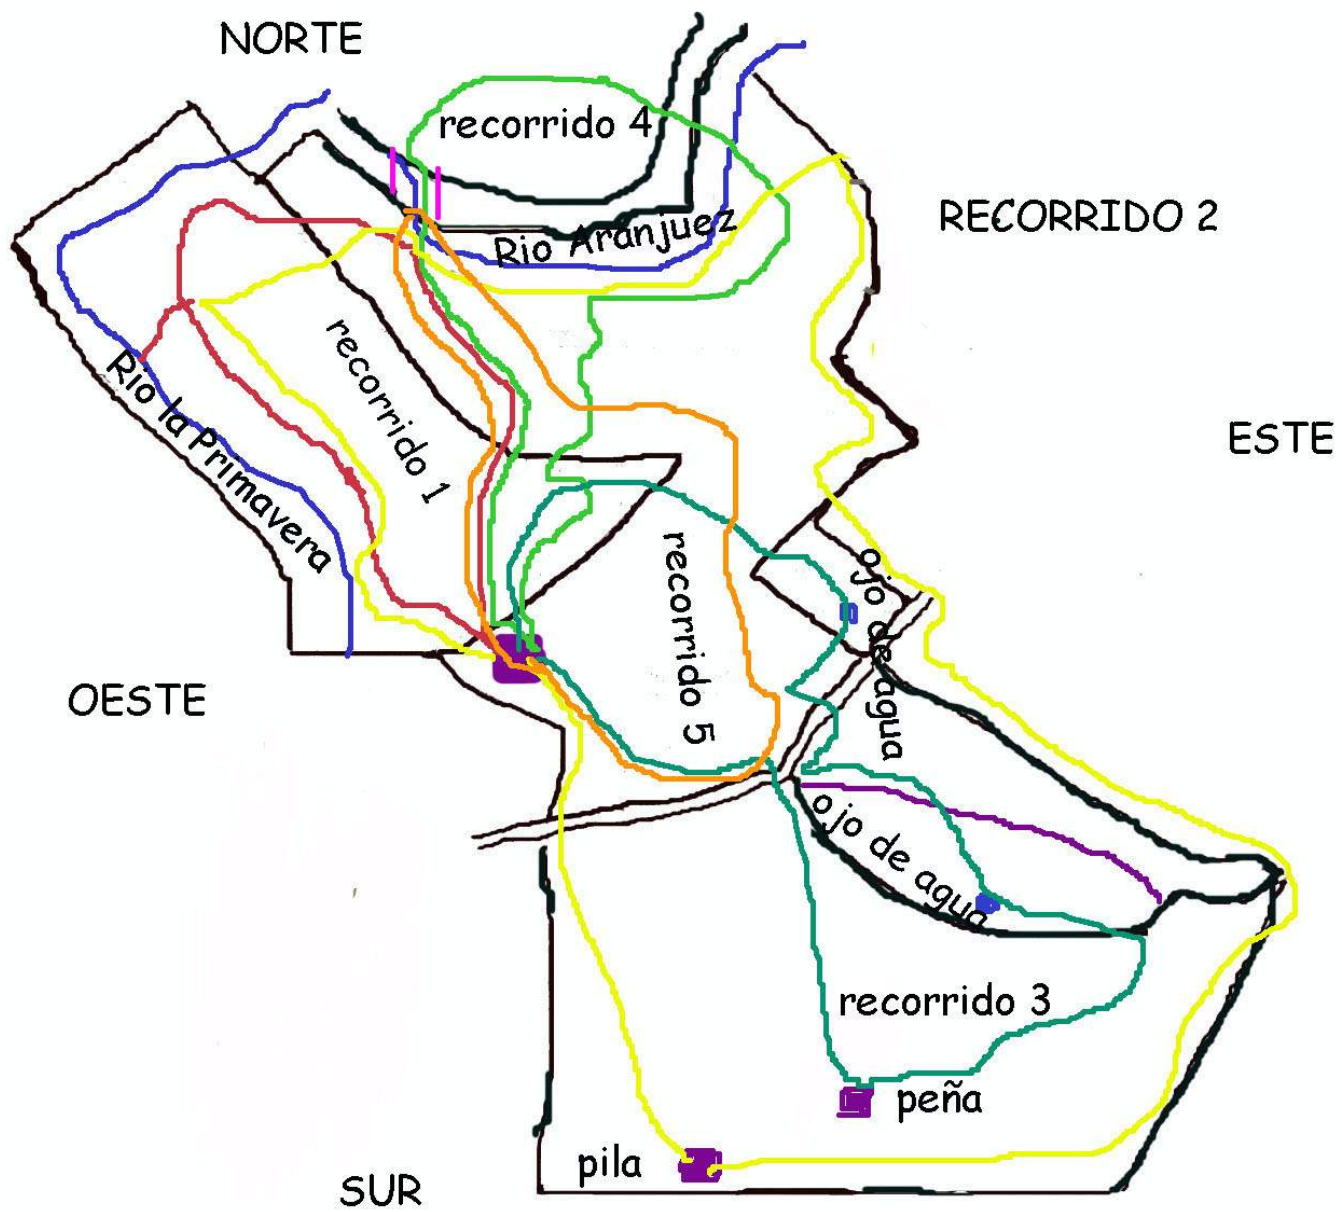 NORTE
recorrido 4
RECORRIDO 2
Rio Aranjuez
recorrido 1
Rio la Primavera
ESTE
recorrido 5
ojo de agua
OESTE
ojo de agua
recorrido 3
peña
pila
SUR